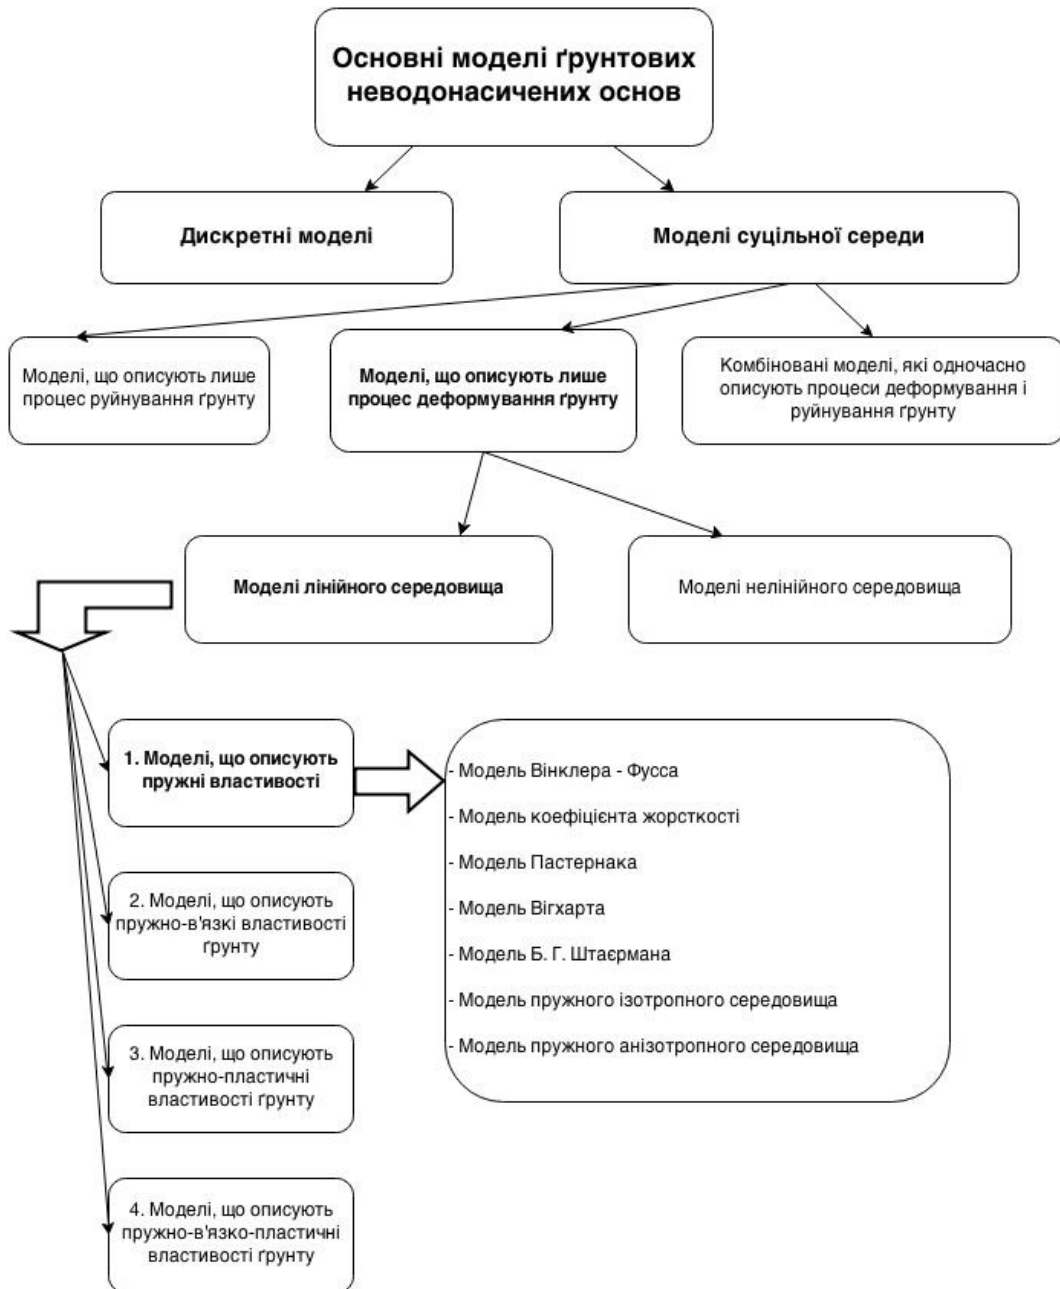 Основні моделі ґрунтових
неводонасичених основ
Дискретні моделі
Моделі суцільної середи
Моделі, що описують лише
процес руйнування ґрунту
Моделі, що описують лише
процес деформування ґрунту
Комбіновані моделі, які одночасно
описують процеси деформування і
руйнування ґрунту
Моделі лінійного середовища
Моделі нелінійного середовища
1. Моделі, що описують
пружні властивості
- Модель Вінклера - Фусса
- Модель коефіцієнта жорсткості
- Модель Пастернака
- Модель Вігхарта
- Модель Б. Г. Штаєрмана
- Модель пружного ізотропного середовища
- Модель пружного анізотропного середовища
2. Моделі, що описують
пружно-в'язкі властивості
ґрунту
3. Моделі, що описують
пружно-пластичні
властивості ґрунту
4. Моделі, що описують
пружно-в'язко-пластичні
властивості ґрунту